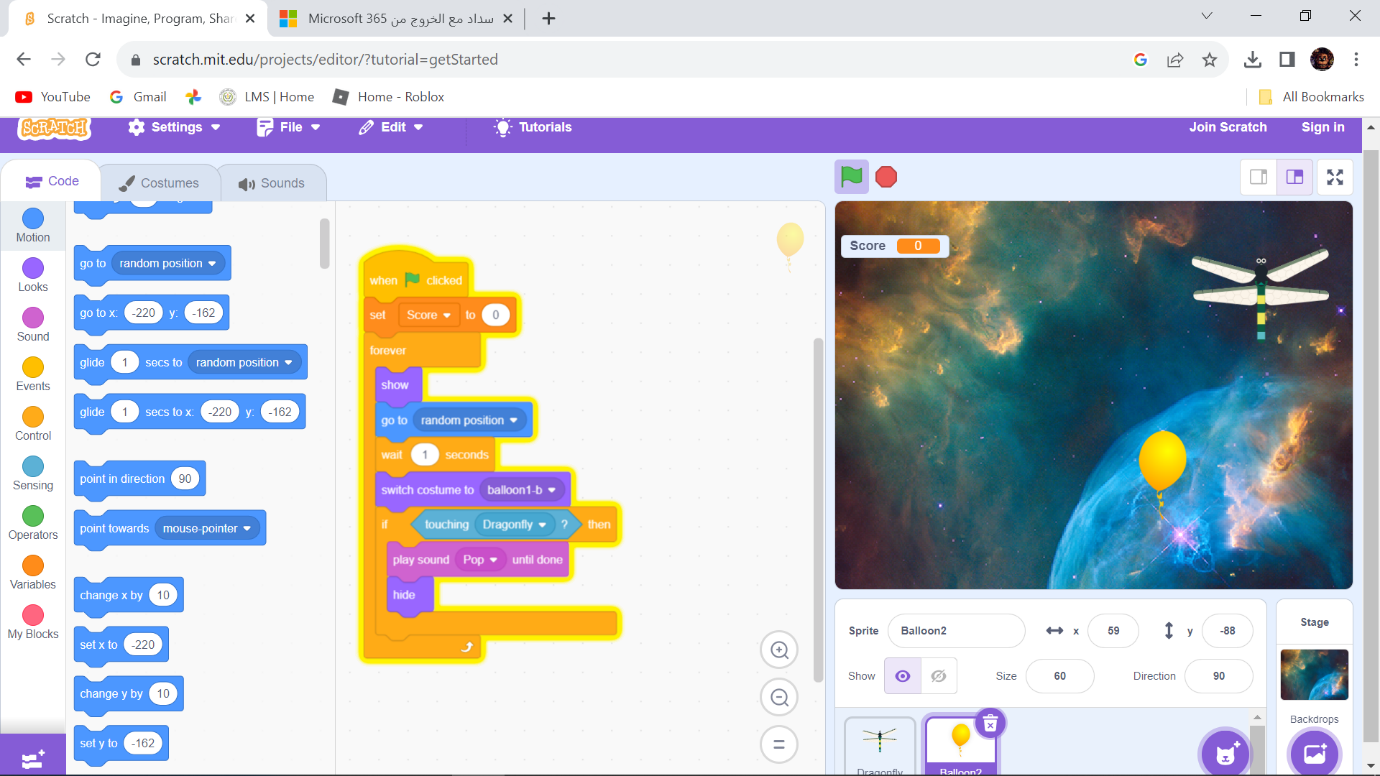 Scratch - Imagine, Program, Shar
سداد مع الخروج من Microsoft 365
scratch.mit.edu/projects/editor/?tutorial=getStarted
YouTube Gmail LMS | Home Home - Roblox All Bookmarks
SCRATCH Settings File Edit Tutorials Join Scratch Sign in
Code Costumes Sounds
Motion
Looks
Sound
Events
Control
Sensing
Operators
Variables
My Blocks
go to random position
go to x: -220 y: -162
glide 1 secs to random position
glide 1 secs to x: -220 y: -162
point in direction 90
point towards mouse-pointer
change x by 10
set x to -220
change y by 10
set y to -162
when clicked
set Score to 0
forever
show
go to random position
wait 1 seconds
switch costume to balloon1-b
if touching Dragonfly ? then
play sound Pop until done
hide
Score 0
Sprite Balloon2 x 59 y -88
Show Size 60 Direction 90
Dragonfly Balloon2
Stage
Backdrops